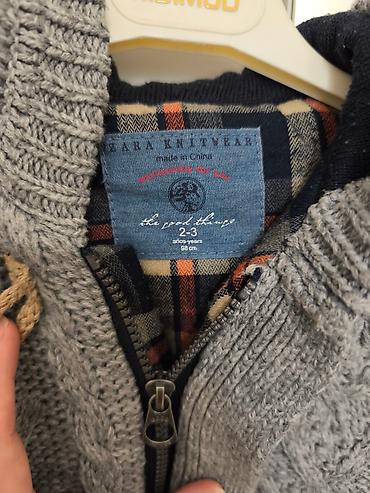 ZARA KNITWEAR
made in China
the good things
2-3
años-years
98 cm